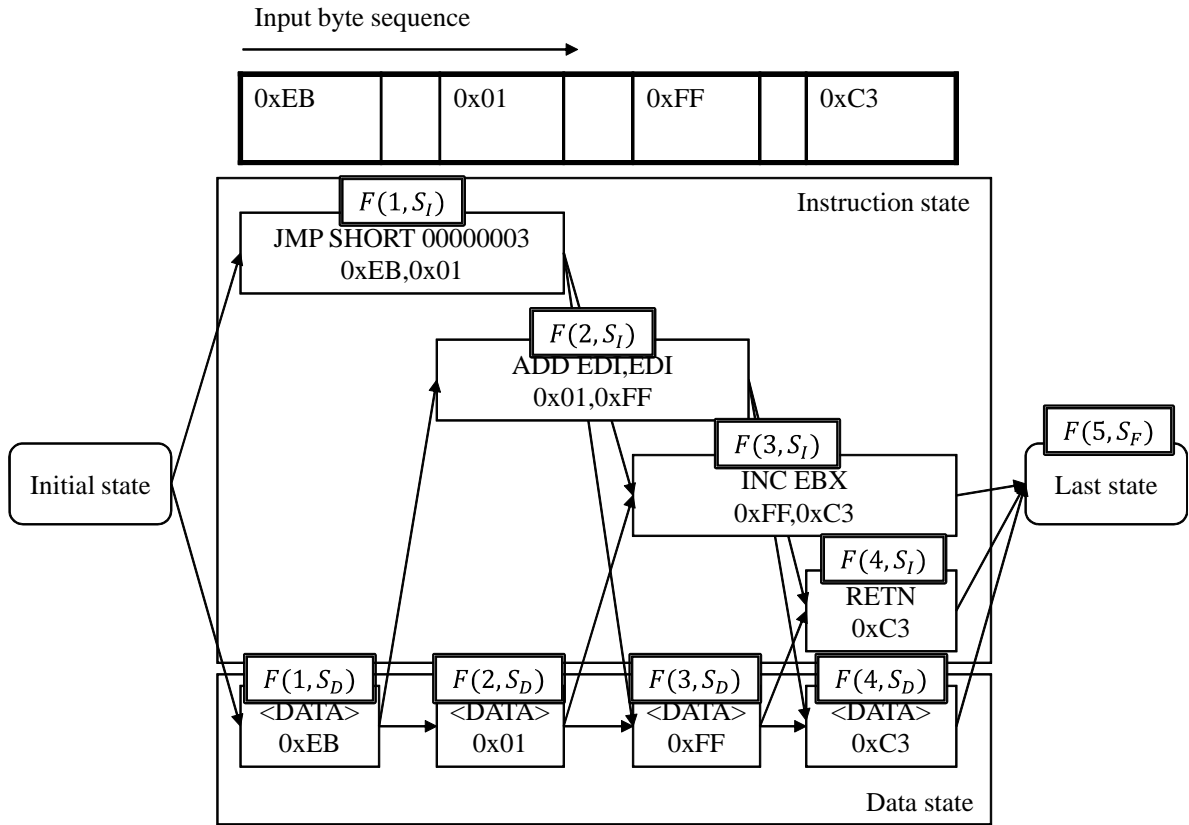 Input byte sequence
0xEB 0x01 0xFF 0xC3
F(1, S_I)
Instruction state
JMP SHORT 00000003
0xEB,0x01
F(2, S_I)
ADD EDI,EDI
0x01,0xFF
F(3, S_I)
F(5, S_F)
INC EBX
0xFF,0xC3
Initial state
Last state
F(4, S_I)
RETN
0xC3
F(1, S_D) F(2, S_D) F(3, S_D) F(4, S_D)
<DATA> <DATA> <DATA> <DATA>
0xEB 0x01 0xFF 0xC3
Data state